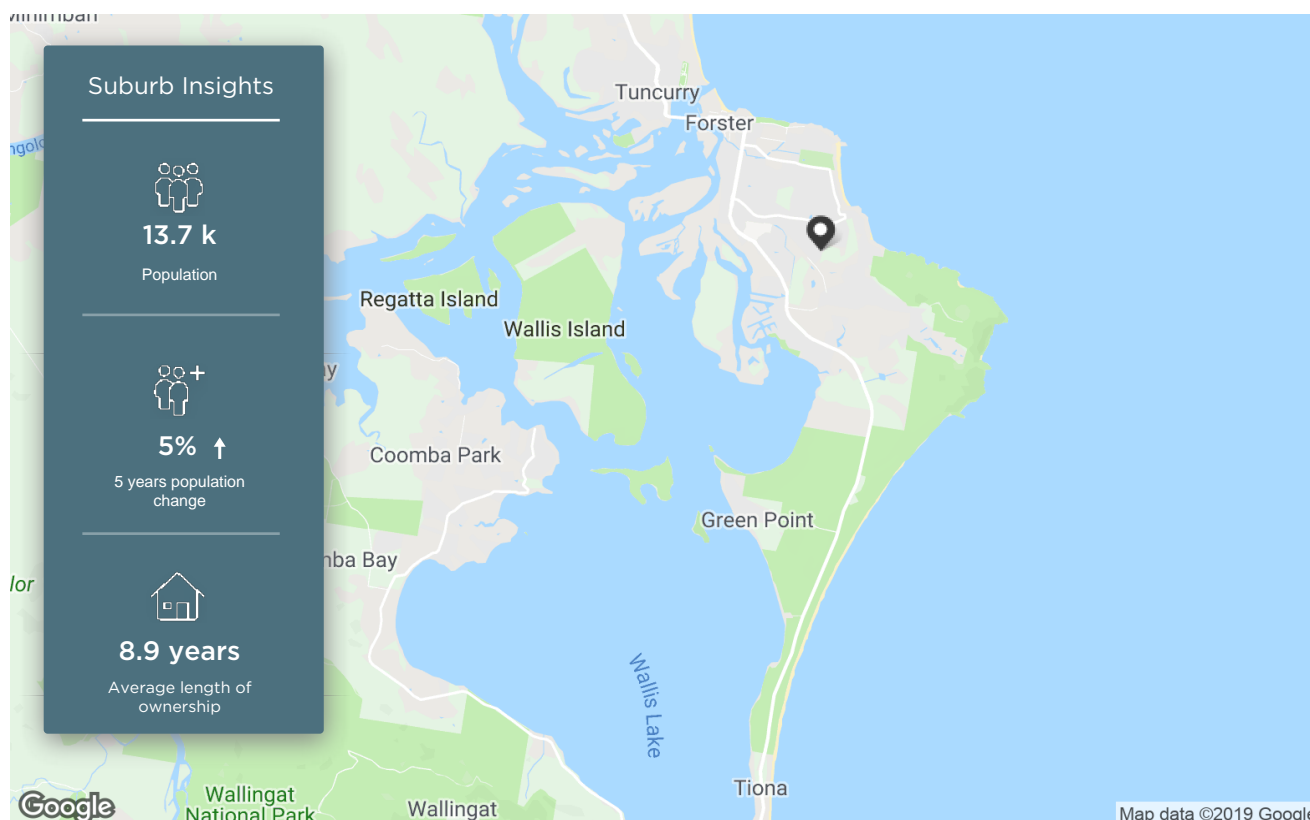 Suburb Insights
13.7 k
Population
5%
5 years population
change
8.9 years
Average length of
ownership
Tuncurry
Forster
Regatta Island
Wallis Island
Coomba Park
Green Point
Wallis Lake
Tiona
Wallingat
National Park
Wallingat
Google
Map data ©2019 Google